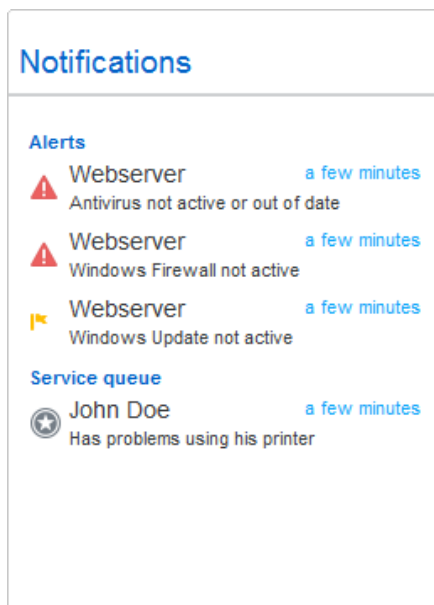 Notifications
Alerts
Webserver a few minutes
Antivirus not active or out of date
Webserver a few minutes
Windows Firewall not active
Webserver a few minutes
Windows Update not active
Service queue
John Doe a few minutes
Has problems using his printer